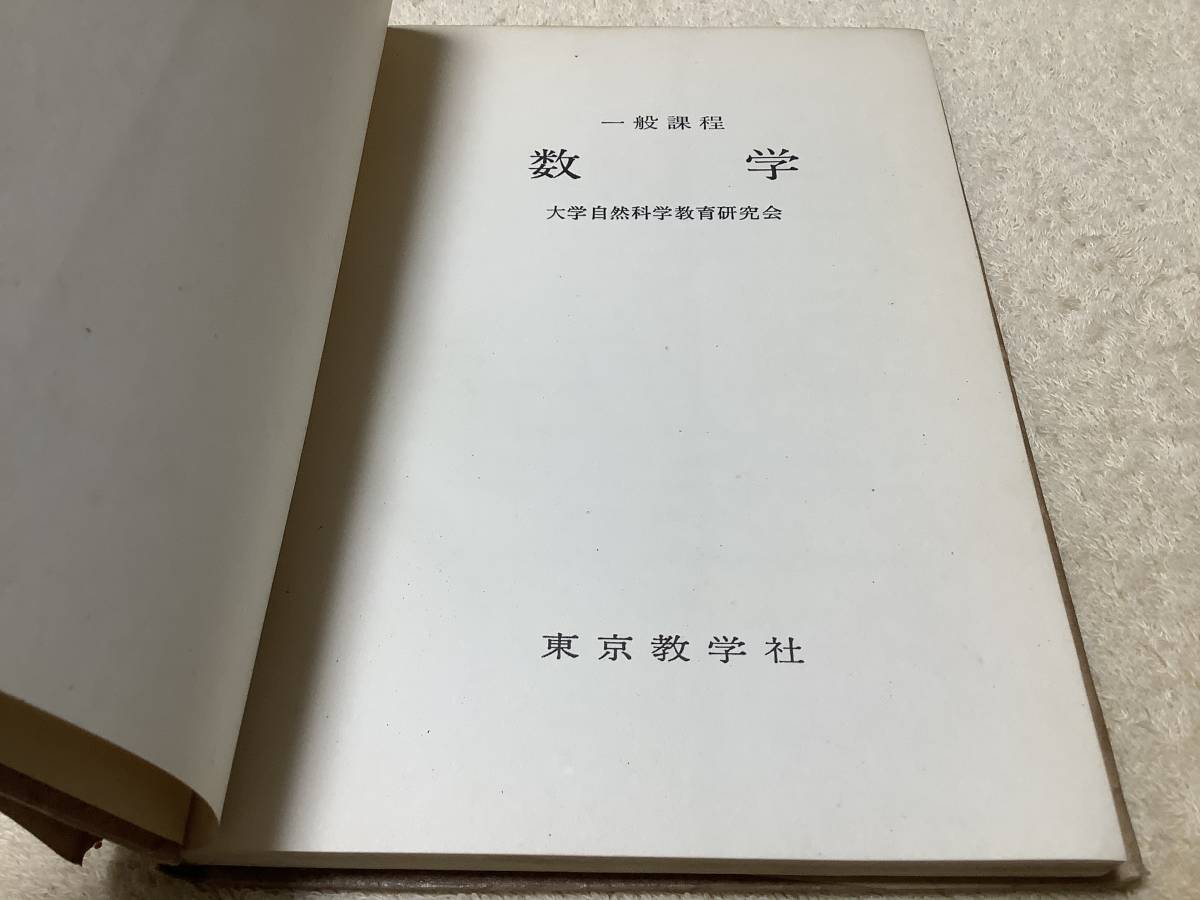 一般課程
数学
大学自然科学教育研究会
東京教学社